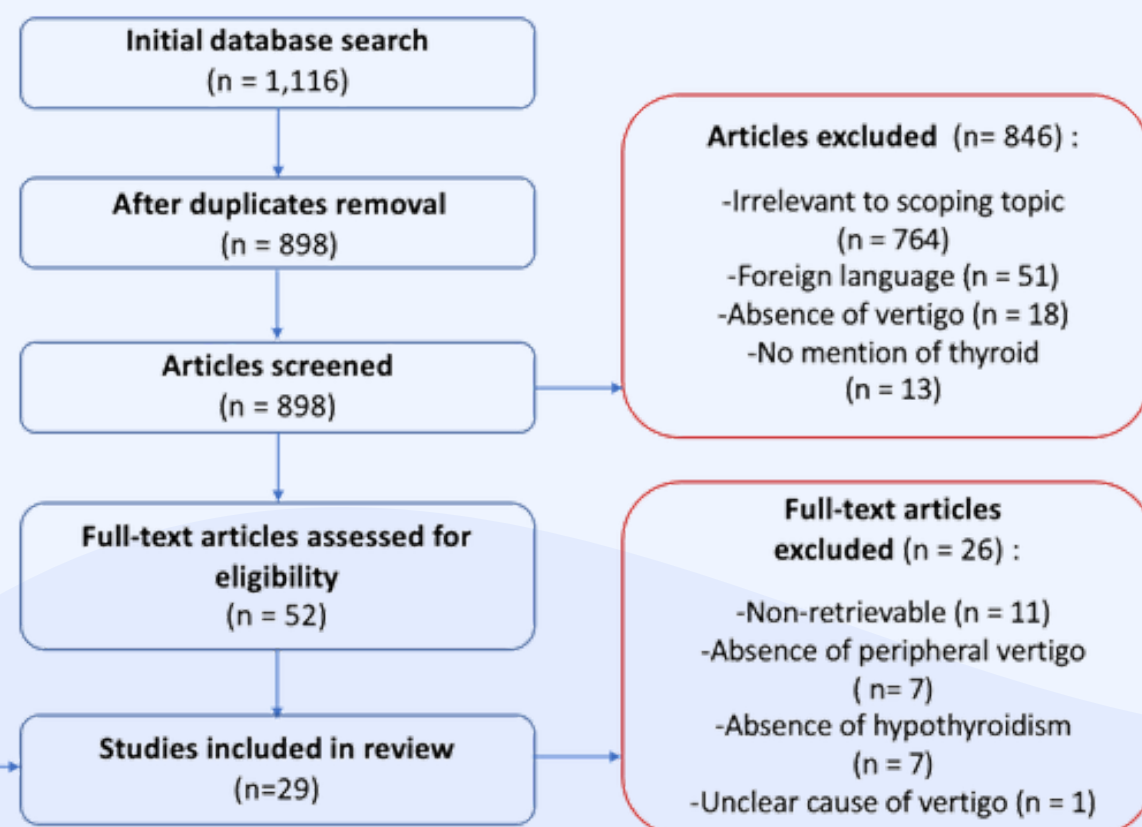 Initial database search
(n = 1,116)
After duplicates removal
(n = 898)
Articles screened
(n = 898)
Articles excluded (n= 846) :
-Irrelevant to scoping topic
(n = 764)
-Foreign language (n = 51)
-Absence of vertigo (n = 18)
-No mention of thyroid
(n = 13)
Full-text articles assessed for
eligibility
(n = 52)
Studies included in review
(n=29)
Full-text articles
excluded (n = 26) :
-Non-retrievable (n = 11)
-Absence of peripheral vertigo
( n= 7)
-Absence of hypothyroidism
(n = 7)
-Unclear cause of vertigo (n = 1)